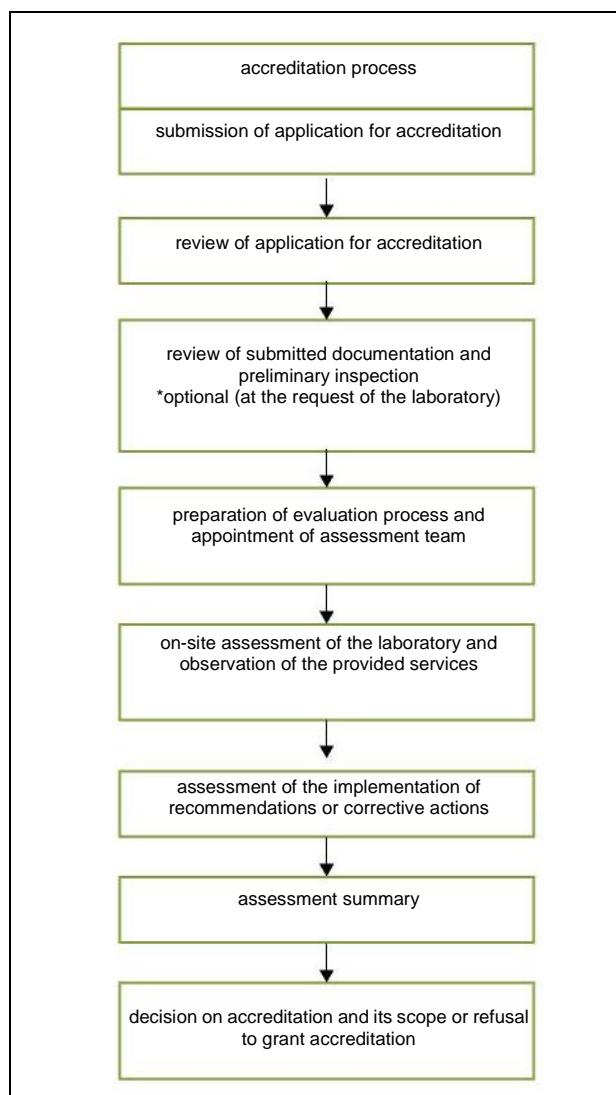 accreditation process
submission of application for accreditation
review of application for accreditation
review of submitted documentation and
preliminary inspection
*optional (at the request of the laboratory)
preparation of evaluation process and
appointment of assessment team
on-site assessment of the laboratory and
observation of the provided services
assessment of the implementation of
recommendations or corrective actions
assessment summary
decision on accreditation and its scope or refusal
to grant accreditation